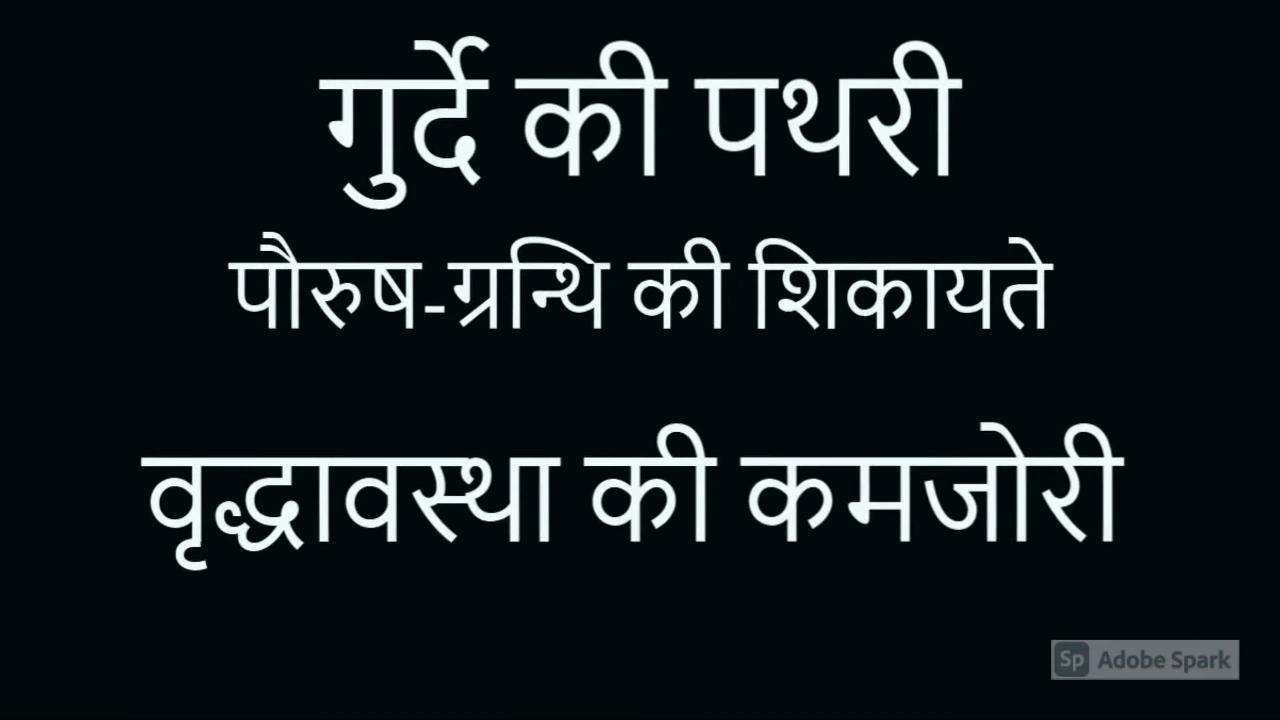 गुर्दे की पथरी
पौरुष-ग्रन्थि की शिकायते
वृद्धावस्था की कमजोरी
Sp Adobe Spark